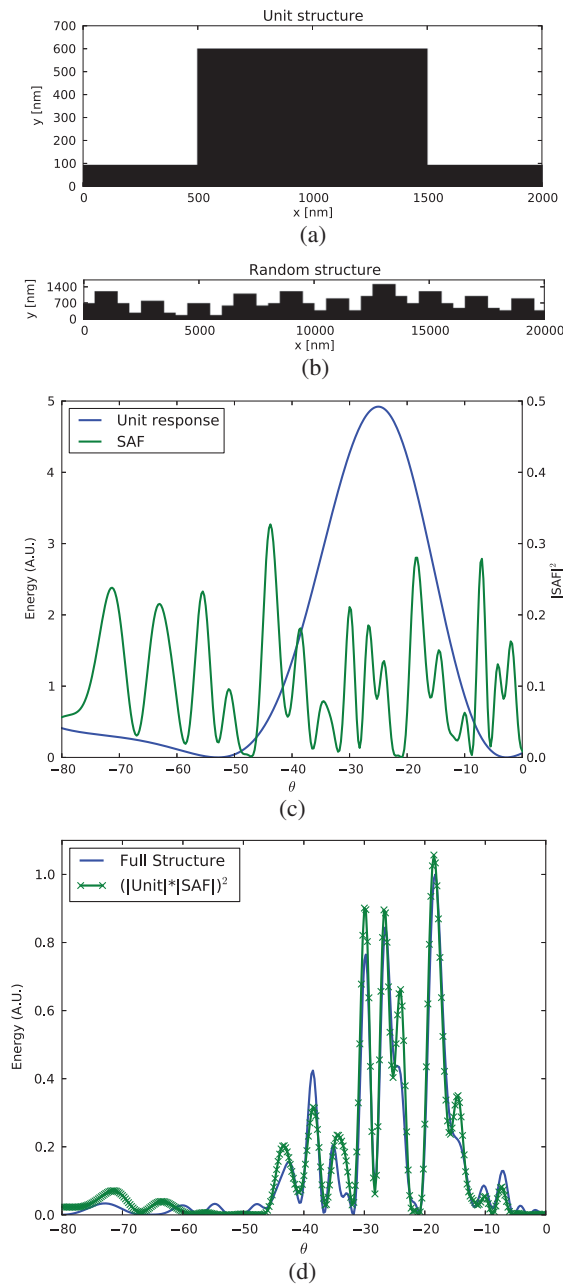 Unit structure
700
600
500
400
300
200
100
0
y [nm]
0 500 1000 1500 2000
x [nm]
(a)
Random structure
1400
700
0
y [nm]
0 5000 10000 15000 20000
x [nm]
(b)
Unit response
SAF
5
4
3
2
1
0
Energy (A.U.)
0.5
0.4
0.3
0.2
0.1
0.0
|SAF|²
−80 −70 −60 −50 −40 −30 −20 −10 0
θ
(c)
Full Structure
(|Unit|*|SAF|)²
1.0
0.8
0.6
0.4
0.2
0.0
Energy (A.U.)
−80 −70 −60 −50 −40 −30 −20 −10 0
θ
(d)